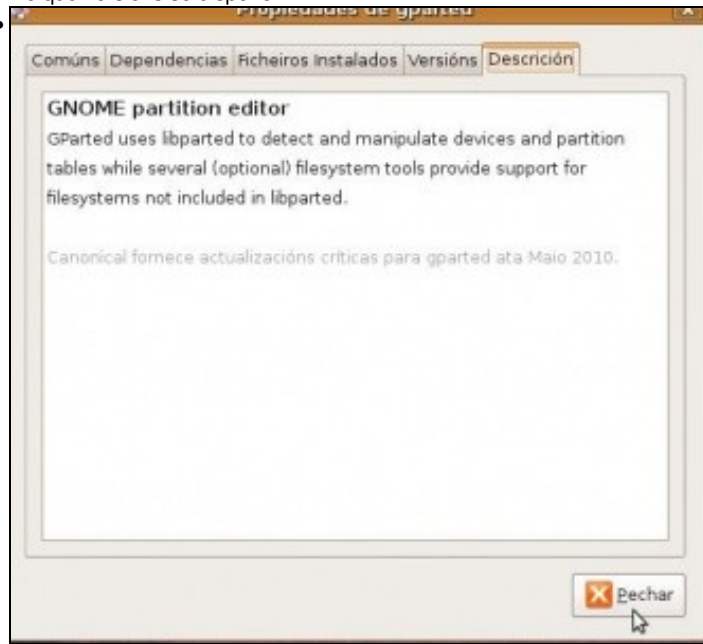 Propiedades de gparted
Comúns Dependencias Ficheiros Instalados Versións Descrición
GNOME partition editor
GParted uses libparted to detect and manipulate devices and partition
tables while several (optional) filesystem tools provide support for
filesystems not included in libparted.
Canonical fornece actualizacións críticas para gparted ata Maio 2010.
Pechar